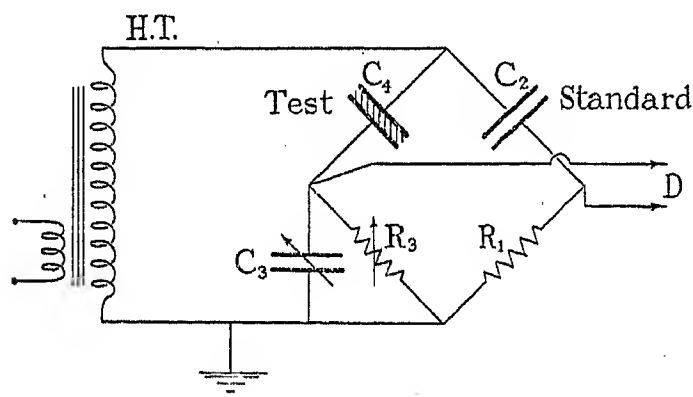 H.T.
C₄
C₂
Test
Standard
D
C₃
R₃
R₁